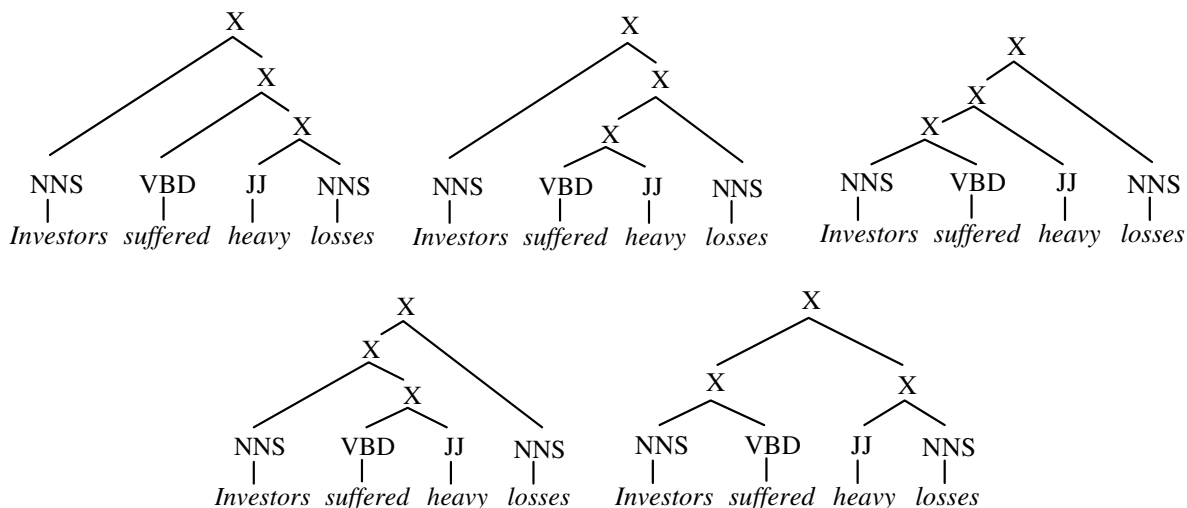 X X X
X X X
X X X
NNS VBD JJ NNS NNS VBD JJ NNS NNS VBD JJ NNS
Investors suffered heavy losses Investors suffered heavy losses Investors suffered heavy losses
X X
X X X
X
NNS VBD JJ NNS NNS VBD JJ NNS
Investors suffered heavy losses Investors suffered heavy losses